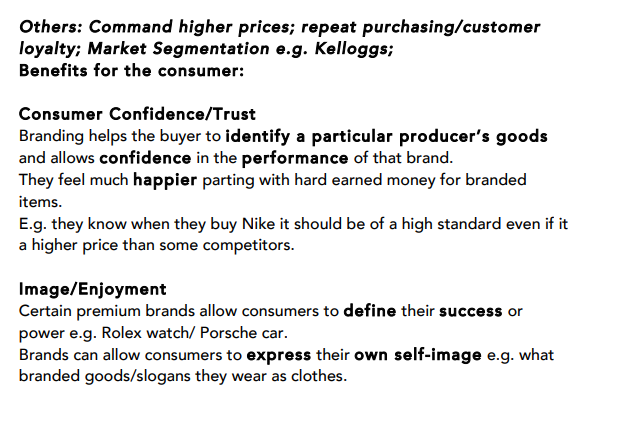 Others: Command higher prices; repeat purchasing/customer
loyalty; Market Segmentation e.g. Kelloggs;
Benefits for the consumer:
Consumer Confidence/Trust
Branding helps the buyer to identify a particular producer's goods
and allows confidence in the performance of that brand.
They feel much happier parting with hard earned money for branded
items.
E.g. they know when they buy Nike it should be of a high standard even if it
a higher price than some competitors.
Image/Enjoyment
Certain premium brands allow consumers to define their success or
power e.g. Rolex watch/ Porsche car.
Brands can allow consumers to express their own self-image e.g. what
branded goods/slogans they wear as clothes.